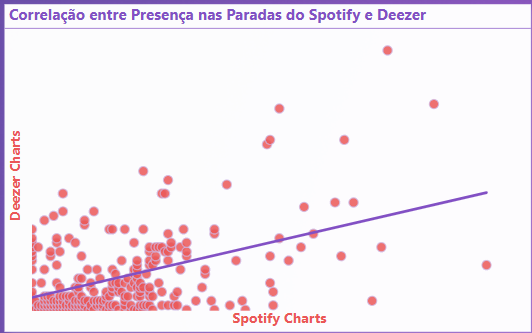 Correlação entre Presença nas Paradas do Spotify e Deezer
Deezer Charts
Spotify Charts